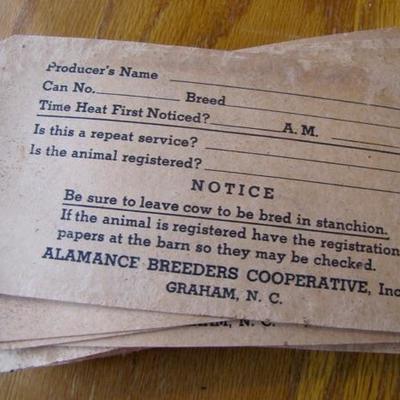 Producer's Name
Can No. Breed
Time Heat First Noticed? A. M.
Is this a repeat service?
Is the animal registered?
NOTICE
Be sure to leave cow to be bred in stanchion.
If the animal is registered have the registration
papers at the barn so they may be checked.
ALAMANCE BREEDERS COOPERATIVE, Inc
GRAHAM, N. C.
HAM, N. C.